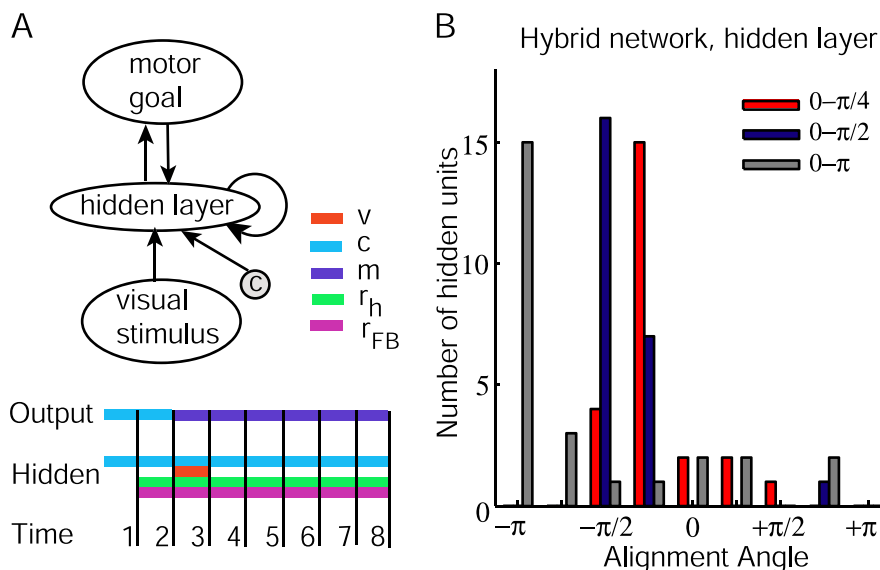 A
motor
goal
hidden layer
C
visual
stimulus
v
c
m
r_h
r_FB
Output
Hidden
Time 1 2 3 4 5 6 7 8
B
Hybrid network, hidden layer
0–π/4
0–π/2
0–π
Number of hidden units
15
10
5
0
−π −π/2 0 +π/2 +π
Alignment Angle